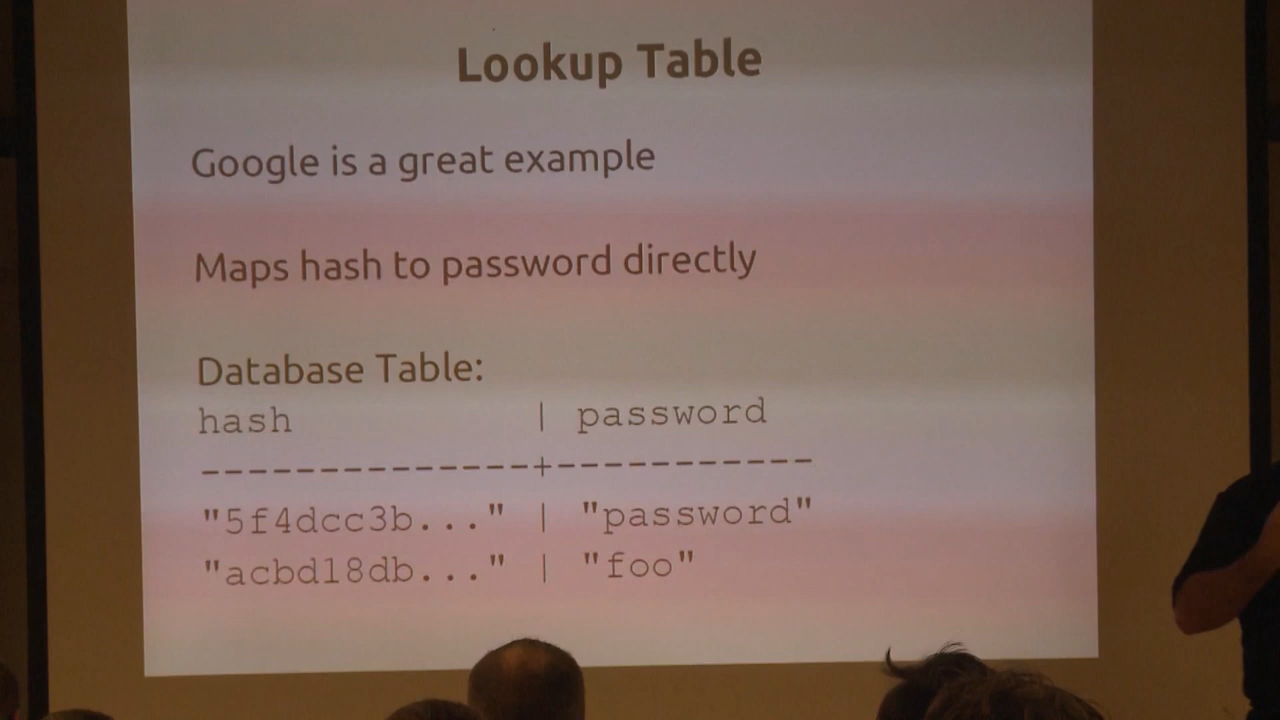 Lookup Table
Google is a great example
Maps hash to password directly
Database Table:
hash | password
--------------+-----------
"5f4dcc3b..." | "password"
"acbd18db..." | "foo"